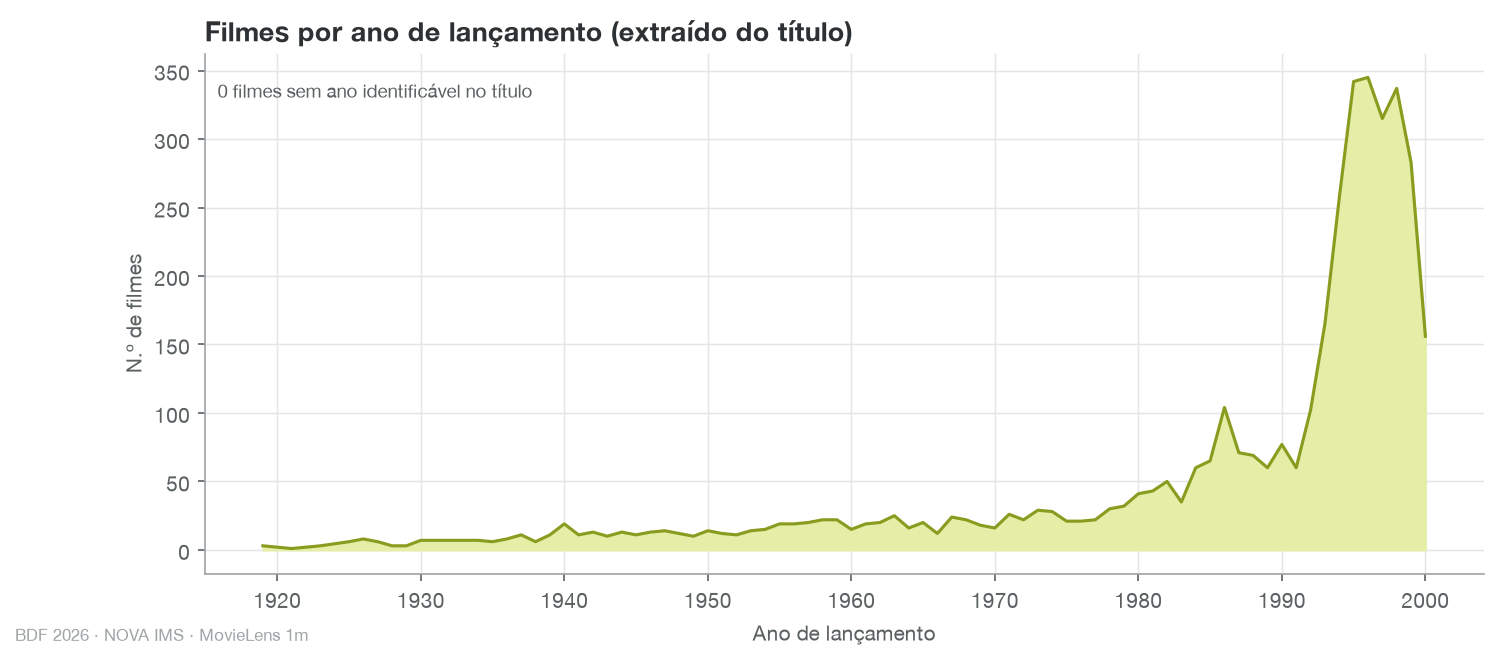 Filmes por ano de lançamento (extraído do título)
0 filmes sem ano identificável no título
N.º de filmes
350
300
250
200
150
100
50
0
1920 1930 1940 1950 1960 1970 1980 1990 2000
Ano de lançamento
BDF 2026 · NOVA IMS · MovieLens 1m